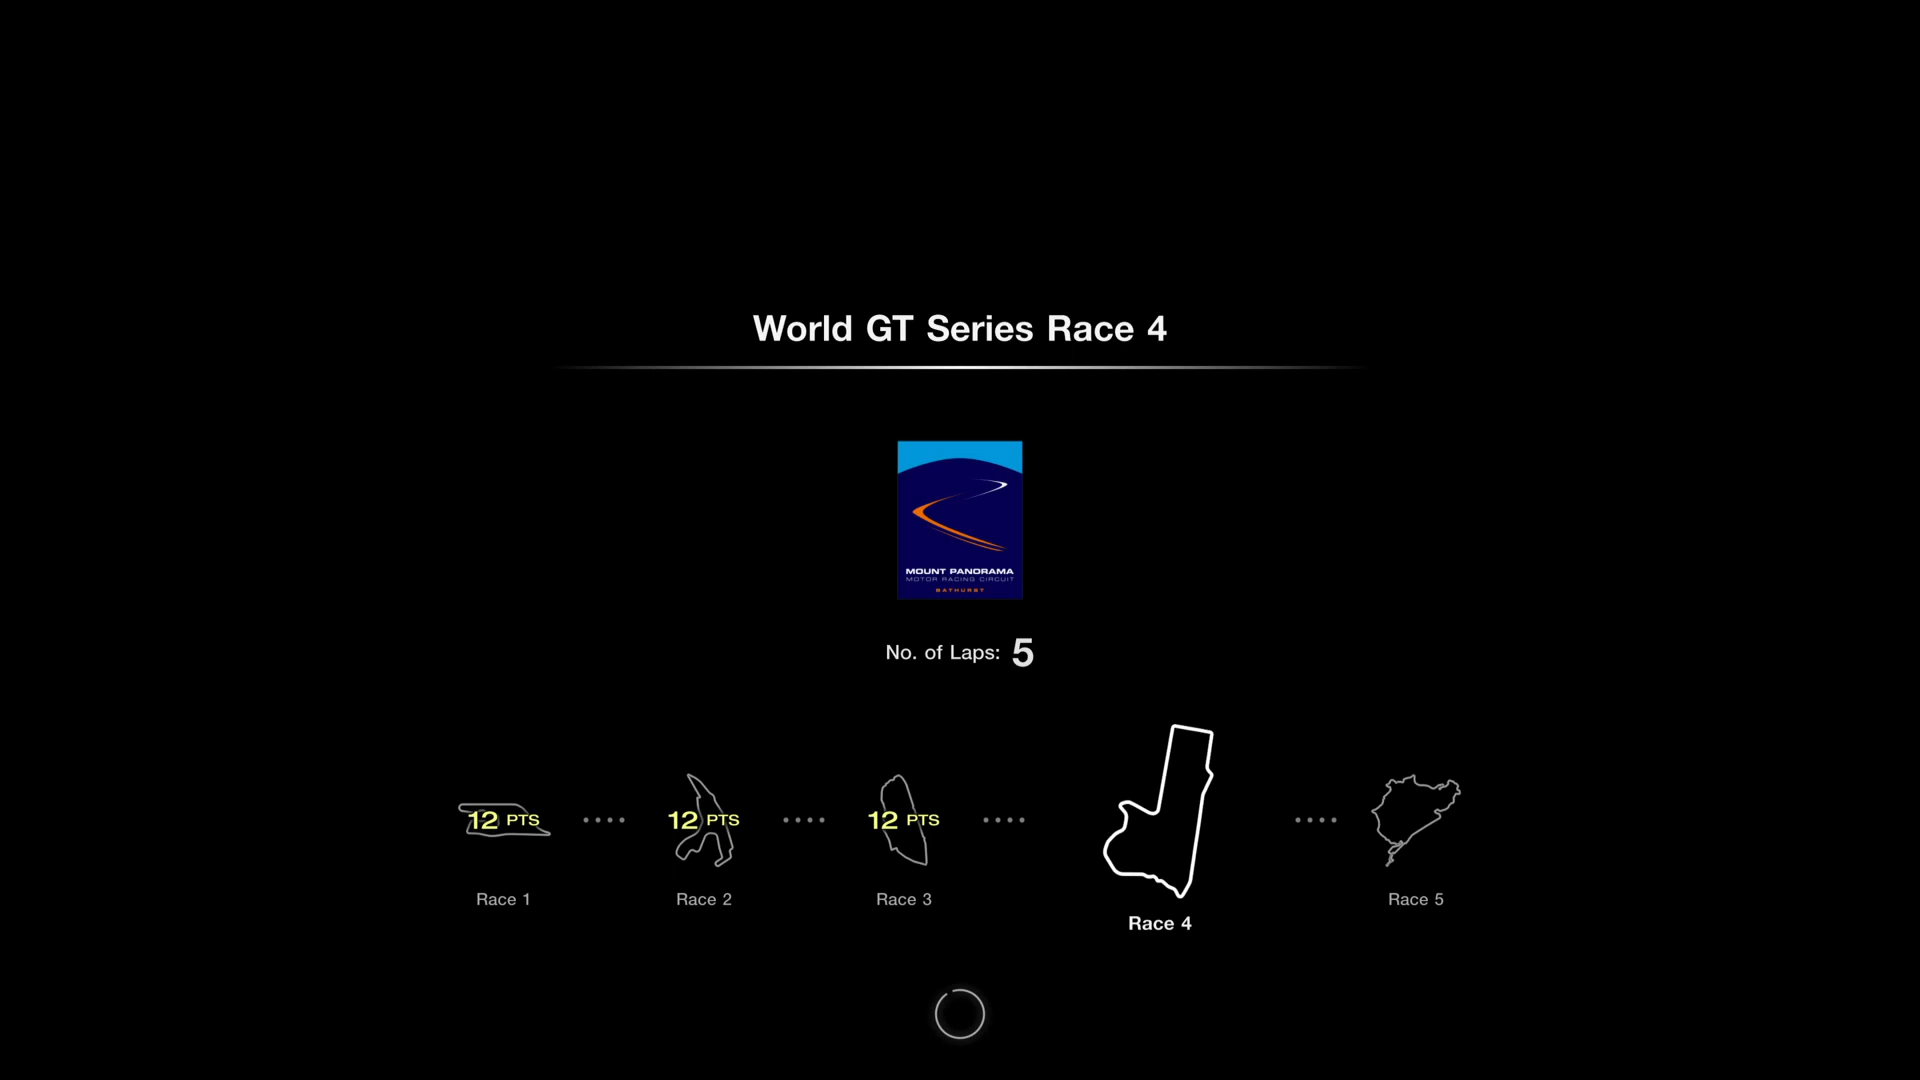 World GT Series Race 4
MOUNT PANORAMA
MOTOR RACING CIRCUIT
BATHURST
No. of Laps: 5
12 PTS
12 PTS
12 PTS
Race 1
Race 2
Race 3
Race 4
Race 5